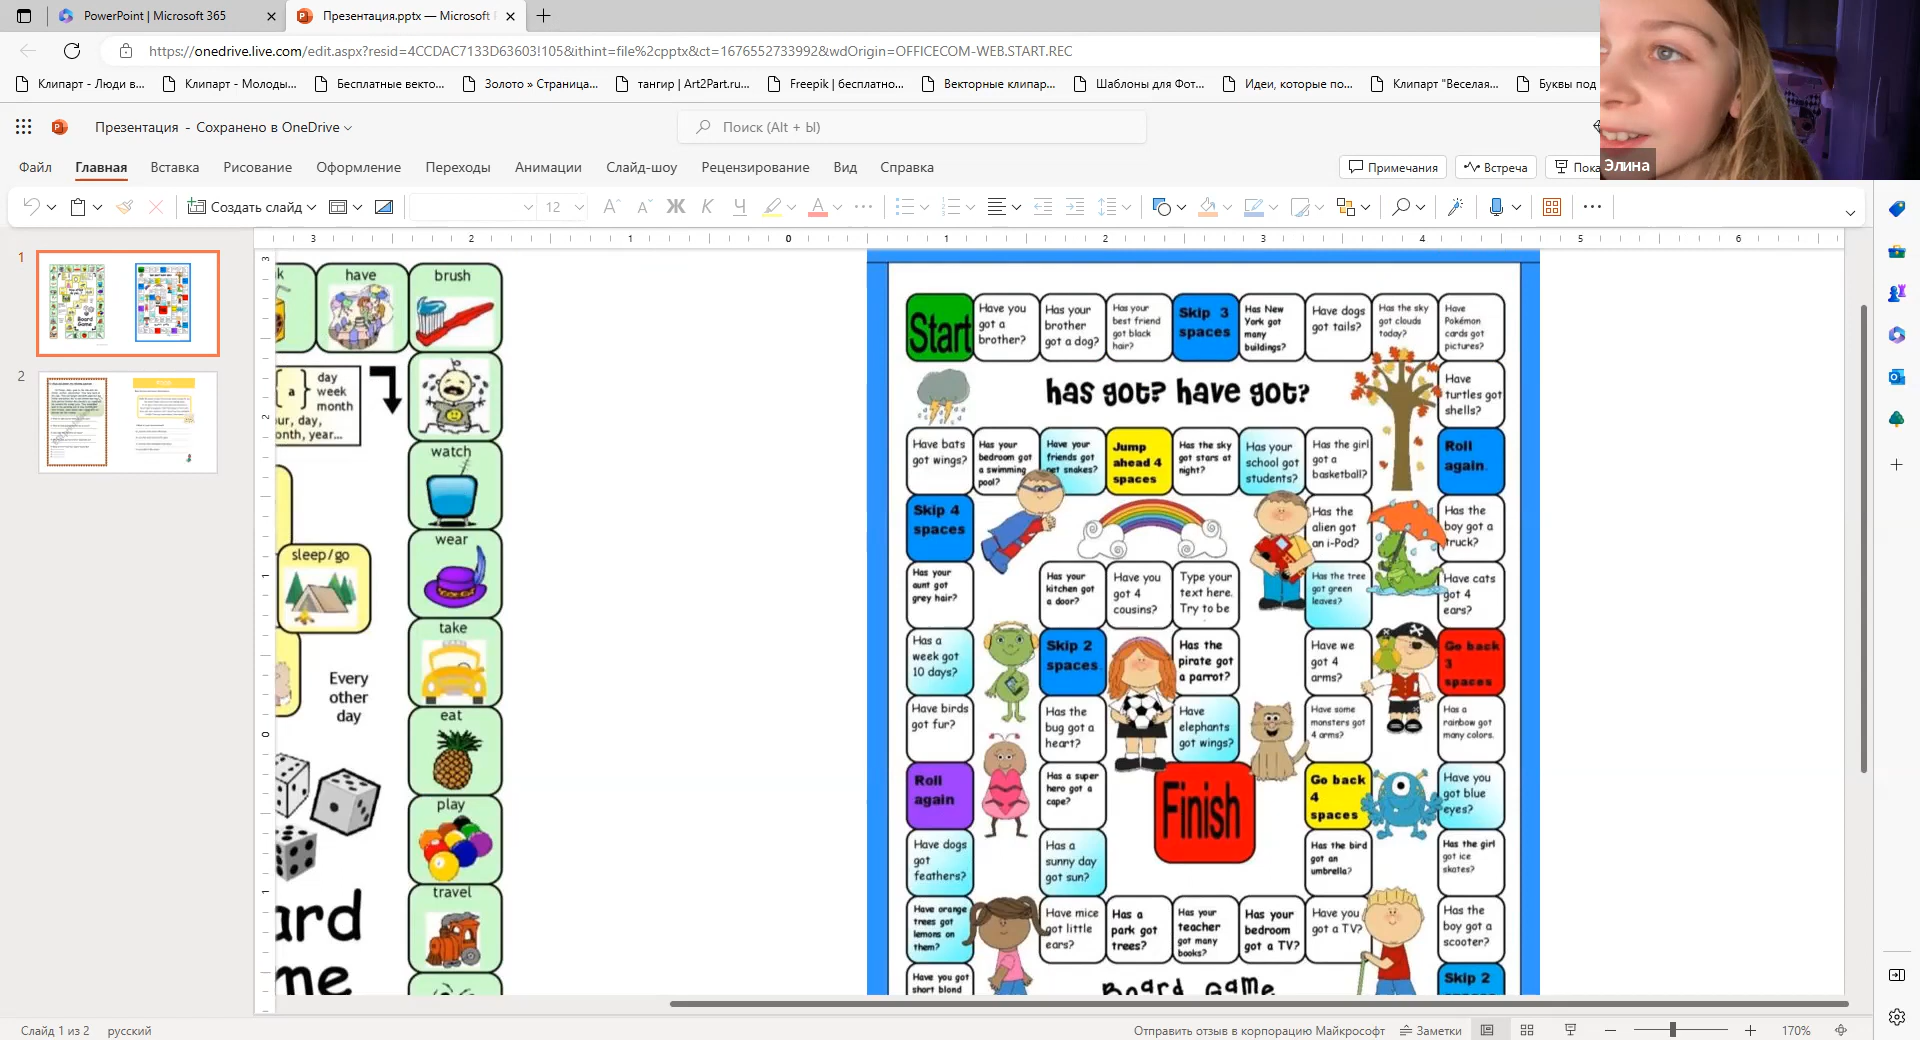 PowerPoint | Microsoft 365
Презентация.pptx — Microsoft
https://onedrive.live.com/edit.aspx?resid=4CCDAC7133D63603!105&ithint=file%2cpptx&ct=1676552733992&wdOrigin=OFFICECOM-WEB.START.REC
Клипарт - Люди в...
Клипарт - Молоды...
Бесплатные векто...
Золото » Страница...
тангир | Art2Part.ru...
Freepik | бесплатно...
Векторные клипар...
Шаблоны для Фот...
Идеи, которые по...
Клипарт "Веселая...
Буквы под
Презентация - Сохранено в OneDrive
Поиск (Alt + Ы)
Элина
Файл Главная Вставка Рисование Оформление Переходы Анимации Слайд-шоу Рецензирование Вид Справка
Примечания
Встреча
Создать слайд
12
Ж К Ч
3 2 1 0 1 2 3 4 5 6
1
2
have
brush
a
day
week
month
watch
wear
sleep/go
take
Every
other
day
eat
play
travel
Start
Have you
got a
brother?
Has your
brother
got a dog?
Has your
best friend
got black
hair?
Skip 3
spaces
Has New
York got
many
buildings?
Have dogs
got tails?
Has the sky
got clouds
today?
Have
Pokémon
cards got
pictures?
has got? have got?
Have
turtles got
shells?
Have bats
got wings?
Has your
bedroom got
a swimming
pool?
Have your
friends got
pet snakes?
Jump
ahead 4
spaces
Has the sky
got stars at
night?
Has your
school got
students?
Has the girl
got a
basketball?
Roll
again.
Skip 4
spaces
Has the
alien got
an i-Pod?
Has the
boy got a
truck?
Has your
aunt got
grey hair?
Has your
kitchen got
a door?
Have you
got 4
cousins?
Type your
text here.
Try to be
Has the tree
got green
leaves?
Have cats
got 4
ears?
Has a
week got
10 days?
Skip 2
spaces.
Has the
pirate got
a parrot?
Have we
got 4
arms?
Go back
3
spaces
Have birds
got fur?
Has the
bug got a
heart?
Have
elephants
got wings?
Have some
monsters got
4 arms?
Has a
rainbow got
many colors.
Roll
again
Has a super
hero got a
cape?
Finish
Go back
4
spaces
Have you
got blue
eyes?
Have dogs
got
feathers?
Has a
sunny day
got sun?
Has the bird
got an
umbrella?
Has the girl
got ice
skates?
Have orange
trees got
lemons on
them?
Have mice
got little
ears?
Has a
park got
trees?
Has your
teacher
got many
books?
Has your
bedroom
got a TV?
Have you
got a TV?
Has the
boy got a
scooter?
Have you got
short blond
Board Game
Skip 2
Слайд 1 из 2
русский
Отправить отзыв в корпорацию Майкрософт
Заметки
170%